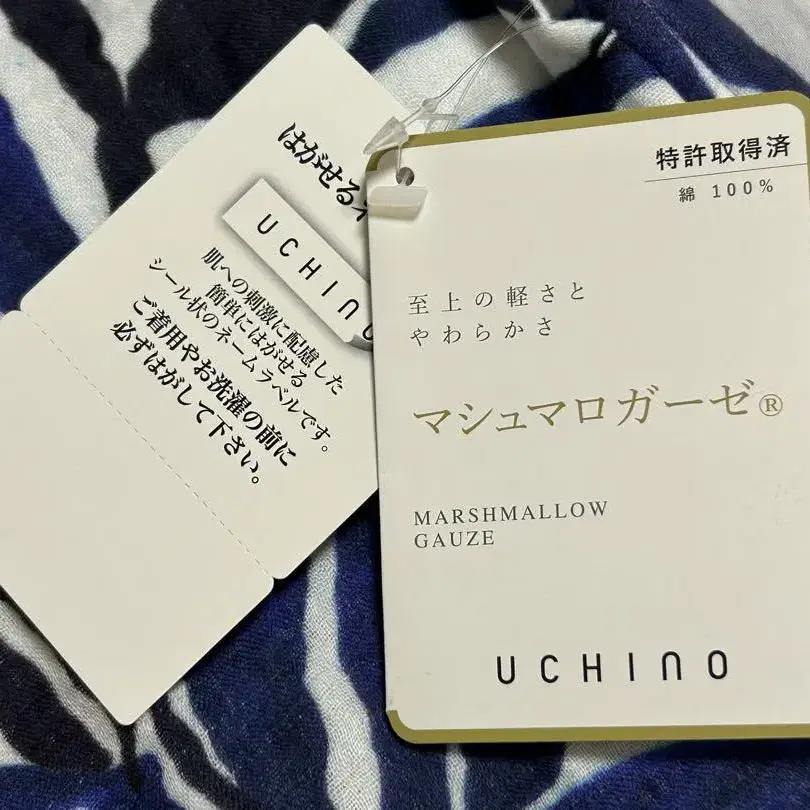 はがせるネ
UCHINO
肌への刺激に配慮した
簡単にはがせる
シール状のネームラベルです。
ご着用やお洗濯の前に
必ずはがして下さい。
特許取得済
綿 100%
至上の軽さと
やわらかさ
マシュマロガーゼ®
MARSHMALLOW
GAUZE
UCHINO